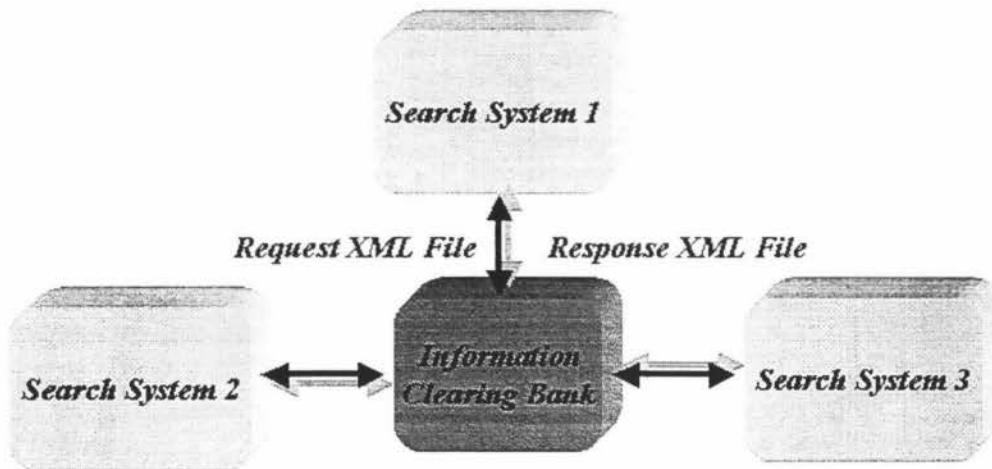 Search System 1
Request XML File
Response XML File
Information
Clearing Bank
Search System 2
Search System 3